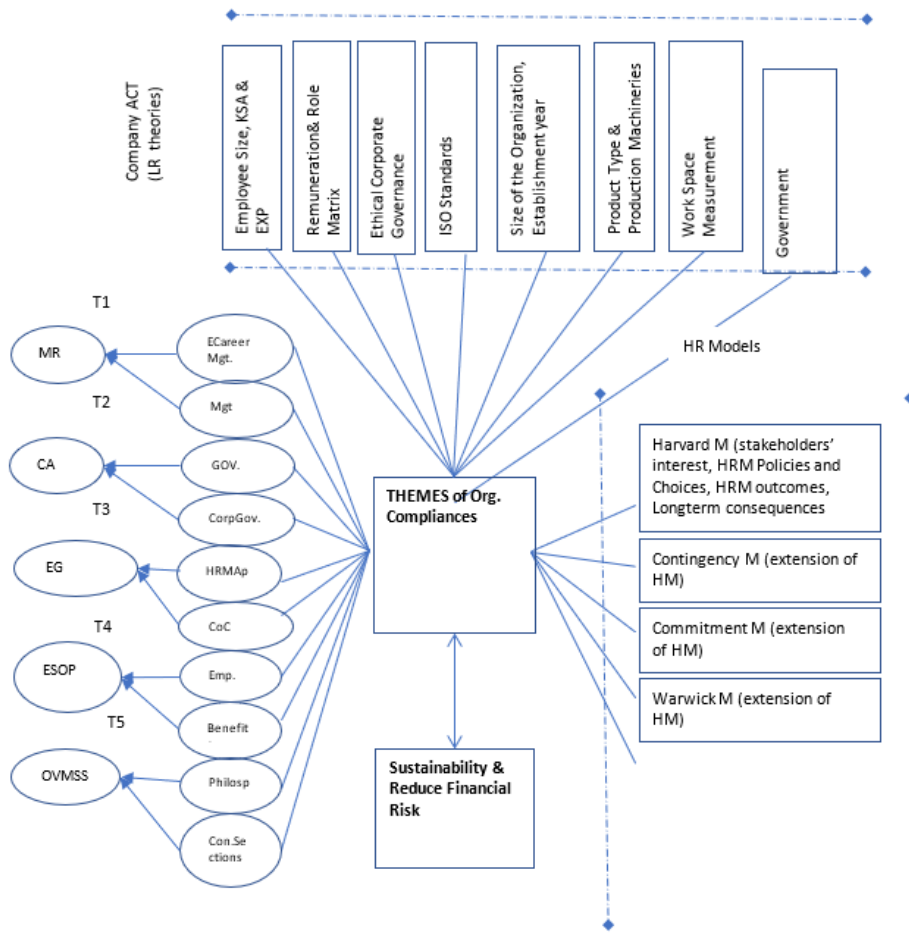 Company ACT
(LR theories)
Employee Size, KSA &
EXP
Remuneration& Role
Matrix
Ethical Corporate
Governance
ISO Standards
Size of the Organization,
Establishment year
Product Type &
Production Machineries
Work Space
Measurement
Government
HR Models
T1
MR
ECareer
Mgt.
T2
Mgt
CA
GOV.
T3
CorpGov.
EG
HRMAp
CoC
T4
ESOP
Emp.
T5
Benefit
OVMSS
Philosp
Con.Se
ctions
THEMES of Org.
Compliances
Sustainability &
Reduce Financial
Risk
Harvard M (stakeholders'
interest, HRM Policies and
Choices, HRM outcomes,
Longterm consequences
Contingency M (extension of
HM)
Commitment M (extension
of HM)
Warwick M (extension of
HM)